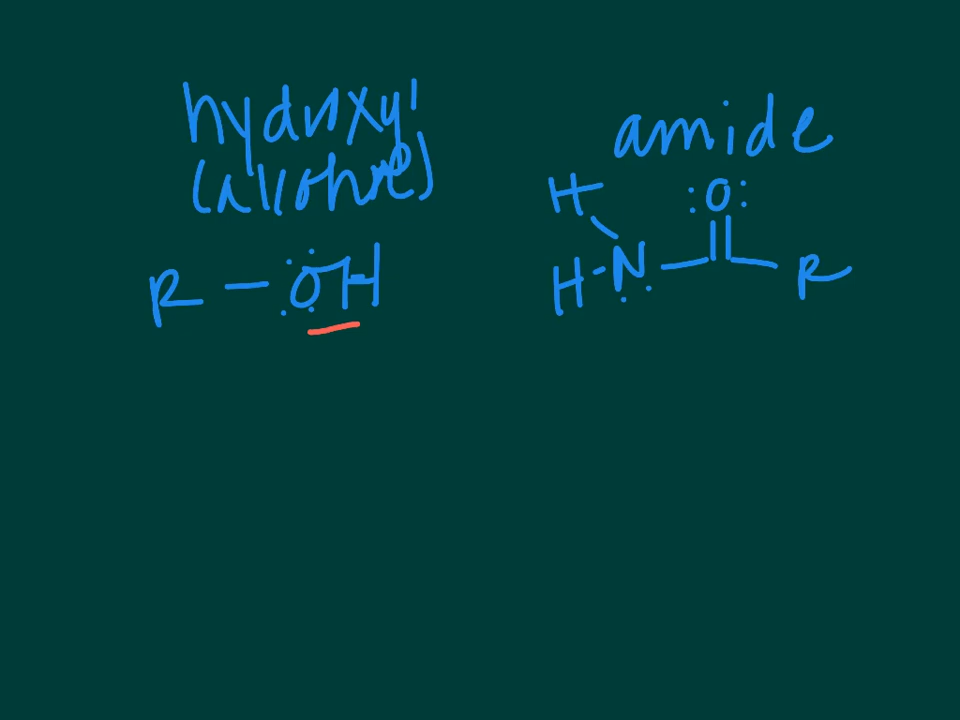 hydroxyl
(alcohol)
amide
R - OH
H
:O:
H - N - || - R